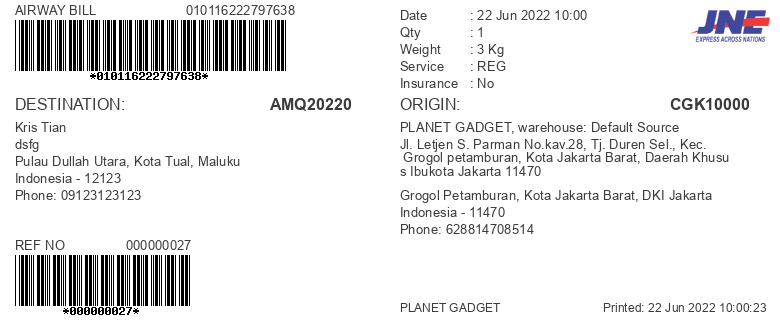 AIRWAY BILL 010116222797638
*010116222797638*
DESTINATION: AMQ20220
Kris Tian
dsfg
Pulau Dullah Utara, Kota Tual, Maluku
Indonesia - 12123
Phone: 09123123123
REF NO 000000027
*000000027*
Date : 22 Jun 2022 10:00
Qty : 1
Weight : 3 Kg
Service : REG
Insurance : No
JNE
EXPRESS ACROSS NATIONS
ORIGIN: CGK10000
PLANET GADGET, warehouse: Default Source
Jl. Letjen S. Parman No.kav.28, Tj. Duren Sel., Kec.
Grogol petamburan, Kota Jakarta Barat, Daerah Khusu
s Ibukota Jakarta 11470
Grogol Petamburan, Kota Jakarta Barat, DKI Jakarta
Indonesia - 11470
Phone: 628814708514
PLANET GADGET Printed: 22 Jun 2022 10:00:23